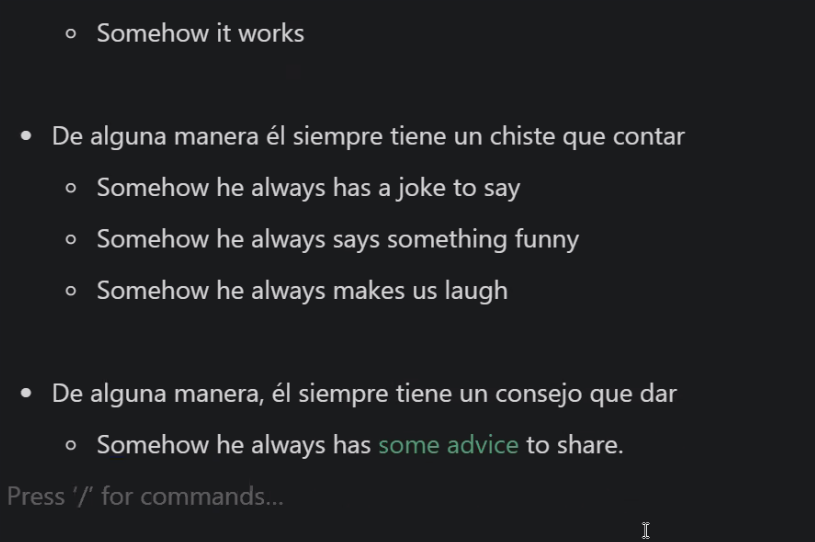 Somehow it works
De alguna manera él siempre tiene un chiste que contar
Somehow he always has a joke to say
Somehow he always says something funny
Somehow he always makes us laugh
De alguna manera, él siempre tiene un consejo que dar
Somehow he always has some advice to share.
Press '/' for commands...